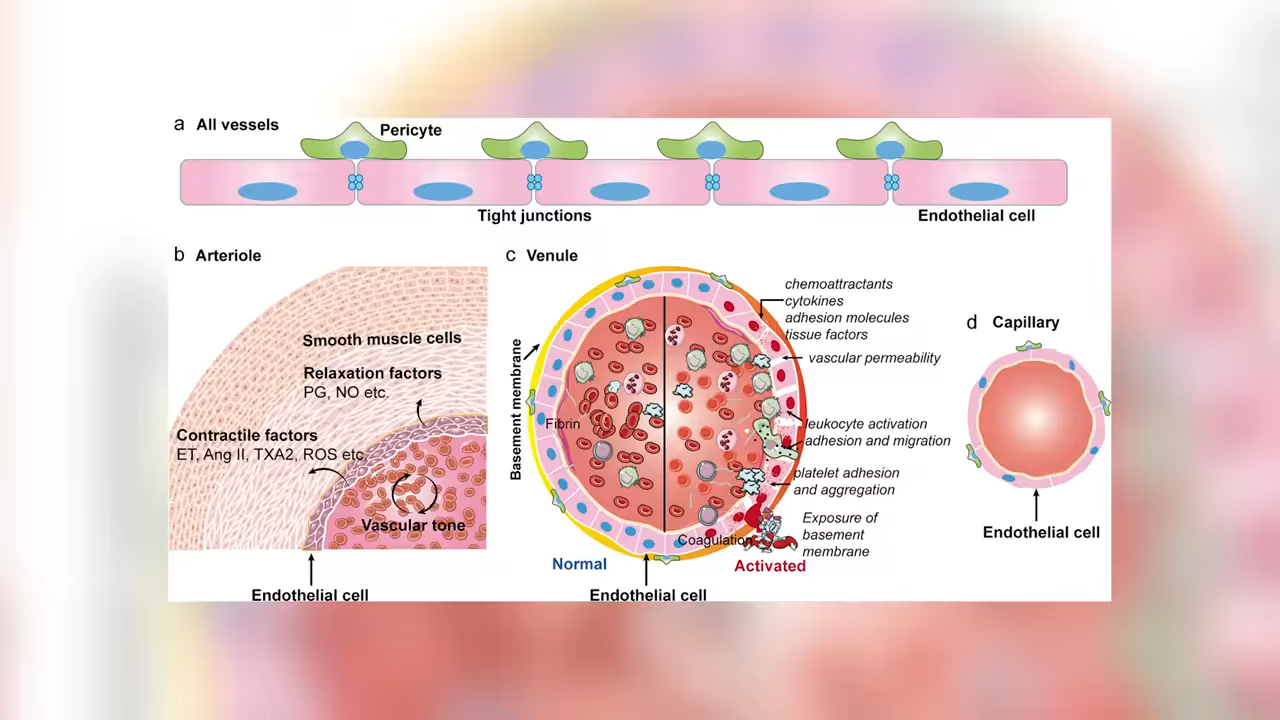 a All vessels
Pericyte
Tight junctions
Endothelial cell
b Arteriole
Smooth muscle cells
Relaxation factors
PG, NO etc.
Contractile factors
ET, Ang II, TXA2, ROS etc.
Vascular tone
Endothelial cell
c Venule
Basement membrane
Fibrin
Coagulation
Normal
Activated
Endothelial cell
chemoattractants
cytokines
adhesion molecules
tissue factors
vascular permeability
leukocyte activation
adhesion and migration
platelet adhesion
and aggregation
Exposure of
basement
membrane
d Capillary
Endothelial cell